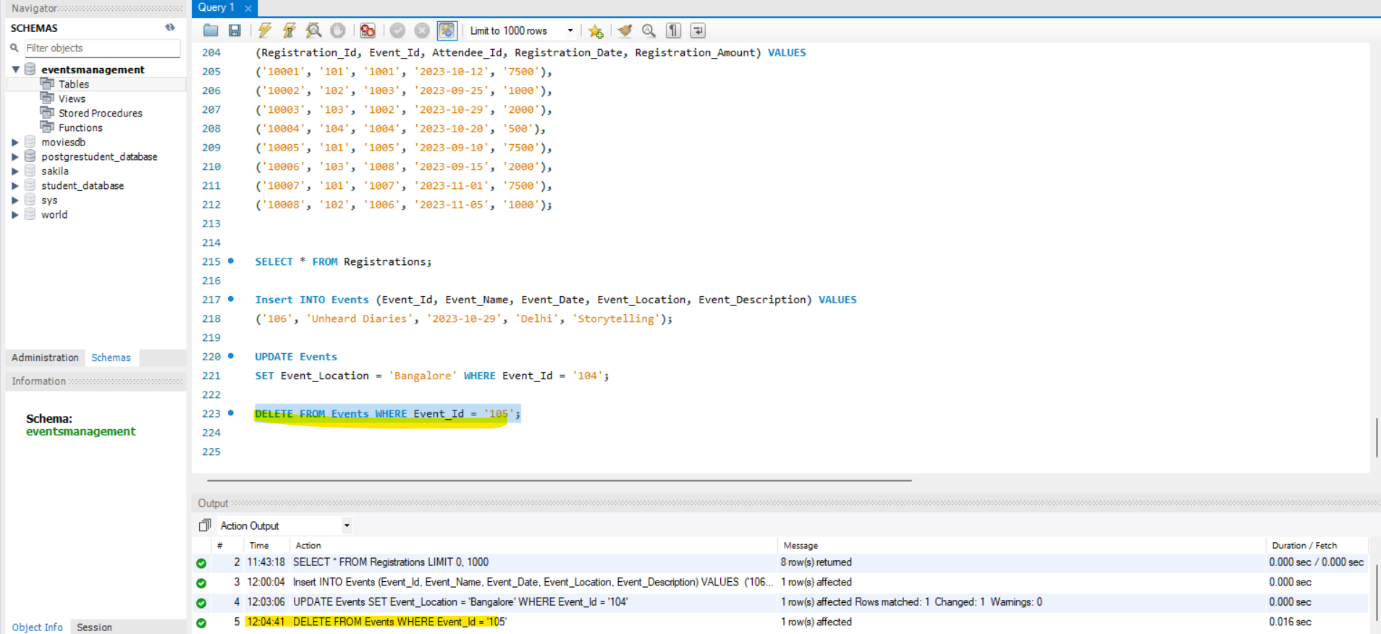 Navigator
SCHEMAS
Filter objects
eventsmanagement
Tables
Views
Stored Procedures
Functions
moviesdb
postgrestudent_database
sakila
student_database
sys
world
Administration Schemas
Information
Schema:
eventsmanagement
Object Info Session
Query 1
Limit to 1000 rows
204 (Registration_Id, Event_Id, Attendee_Id, Registration_Date, Registration_Amount) VALUES
205 ('10001', '101', '1001', '2023-10-12', '7500'),
206 ('10002', '102', '1003', '2023-09-25', '1000'),
207 ('10003', '103', '1002', '2023-10-29', '2000'),
208 ('10004', '104', '1004', '2023-10-20', '500'),
209 ('10005', '101', '1005', '2023-09-10', '7500'),
210 ('10006', '103', '1008', '2023-09-15', '2000'),
211 ('10007', '101', '1007', '2023-11-01', '7500'),
212 ('10008', '102', '1006', '2023-11-05', '1000');
213
214
215 SELECT * FROM Registrations;
216
217 Insert INTO Events (Event_Id, Event_Name, Event_Date, Event_Location, Event_Description) VALUES
218 ('106', 'Unheard Diaries', '2023-10-29', 'Delhi', 'Storytelling');
219
220 UPDATE Events
221 SET Event_Location = 'Bangalore' WHERE Event_Id = '104';
222
223 DELETE FROM Events WHERE Event_Id = '105';
224
225
Output
Action Output
# Time Action Message Duration / Fetch
2 11:43:18 SELECT * FROM Registrations LIMIT 0, 1000 8 row(s) returned 0.000 sec / 0.000 sec
3 12:00:04 Insert INTO Events (Event_Id, Event_Name, Event_Date, Event_Location, Event_Description) VALUES ('106... 1 row(s) affected 0.000 sec
4 12:03:06 UPDATE Events SET Event_Location = 'Bangalore' WHERE Event_Id = '104' 1 row(s) affected Rows matched: 1 Changed: 1 Warnings: 0 0.000 sec
5 12:04:41 DELETE FROM Events WHERE Event_Id = '105' 1 row(s) affected 0.016 sec